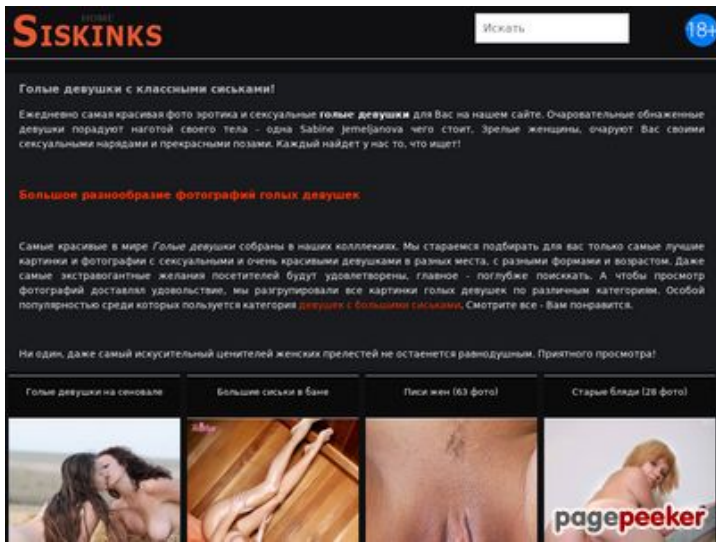 HOME
SISKINKS
Искать
18+
Голые девушки с классными сиськами!
Ежедневно самая красивая фото эротика и сексуальные голые девушки для Вас на нашем сайте. Очаровательные обнаженные
девушки порадуют наготой своего тела - одна Sabine Jemeljanova чего стоит. Зрелые женщины, очаруют Вас своими
сексуальными нарядами и прекрасными позами. Каждый найдет у нас то, что ищет!
Большое разнообразие фотографий голых девушек
Самые красивые в мире Голые девушки собраны в наших колллекиях. Мы стараемся подбирать для вас только самые лучшие
картинки и фотографии с сексуальными и очень красивыми девушками в разных места, с разными формами и возрастом. Даже
самые экстравогантные желания посетителей будут удовлетворены, главное - поглубже поисккать. А чтобы просмотр
фотографий доставлял удовольствие, мы разгрупировали все картинки голых девушек по различным категориям. Особой
популярностью среди которых пользуется категория девушек с большими сиськами. Смотрите все - Вам понравится.
Ни один, даже самый искусительный ценителей женских прелестей не остаенется равнодушным. Приятного просмотра!
Голые девушки на сеновале
Большие сиськи в бане
Писи жен (63 фото)
Старые бляди (28 фото)
pagepeeker